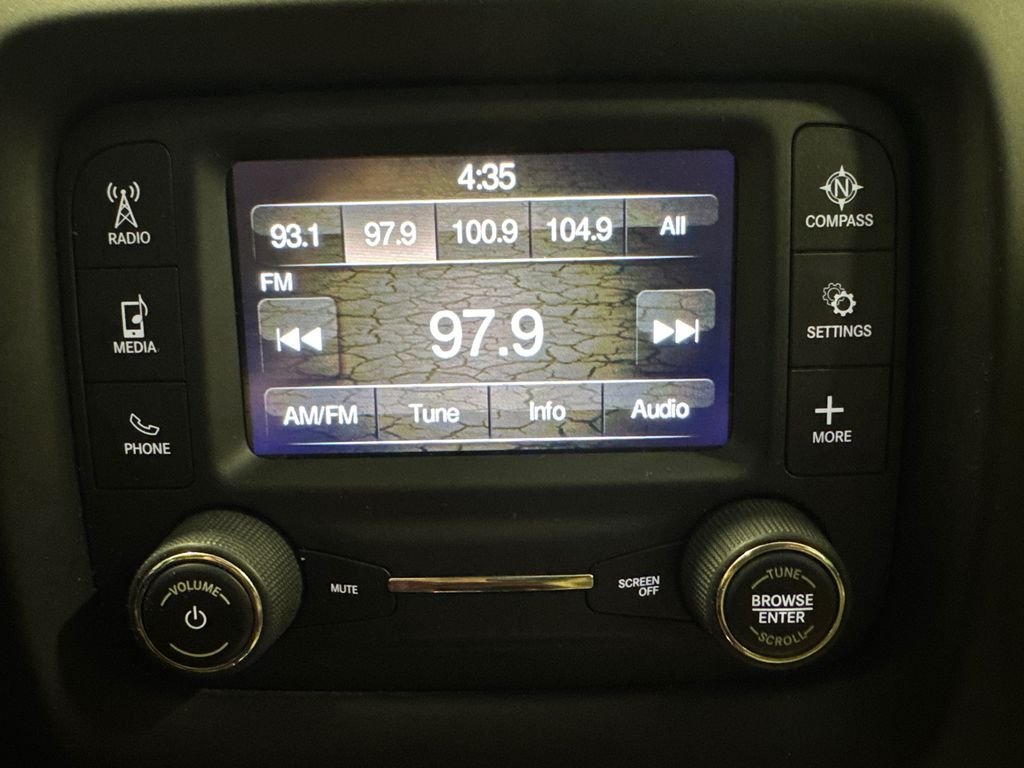 4:35
93.1 97.9 100.9 104.9 All
FM
97.9
AM/FM Tune Info Audio
RADIO
MEDIA
PHONE
N
COMPASS
SETTINGS
MORE
VOLUME
MUTE
SCREEN
OFF
TUNE
BROWSE
ENTER
SCROLL